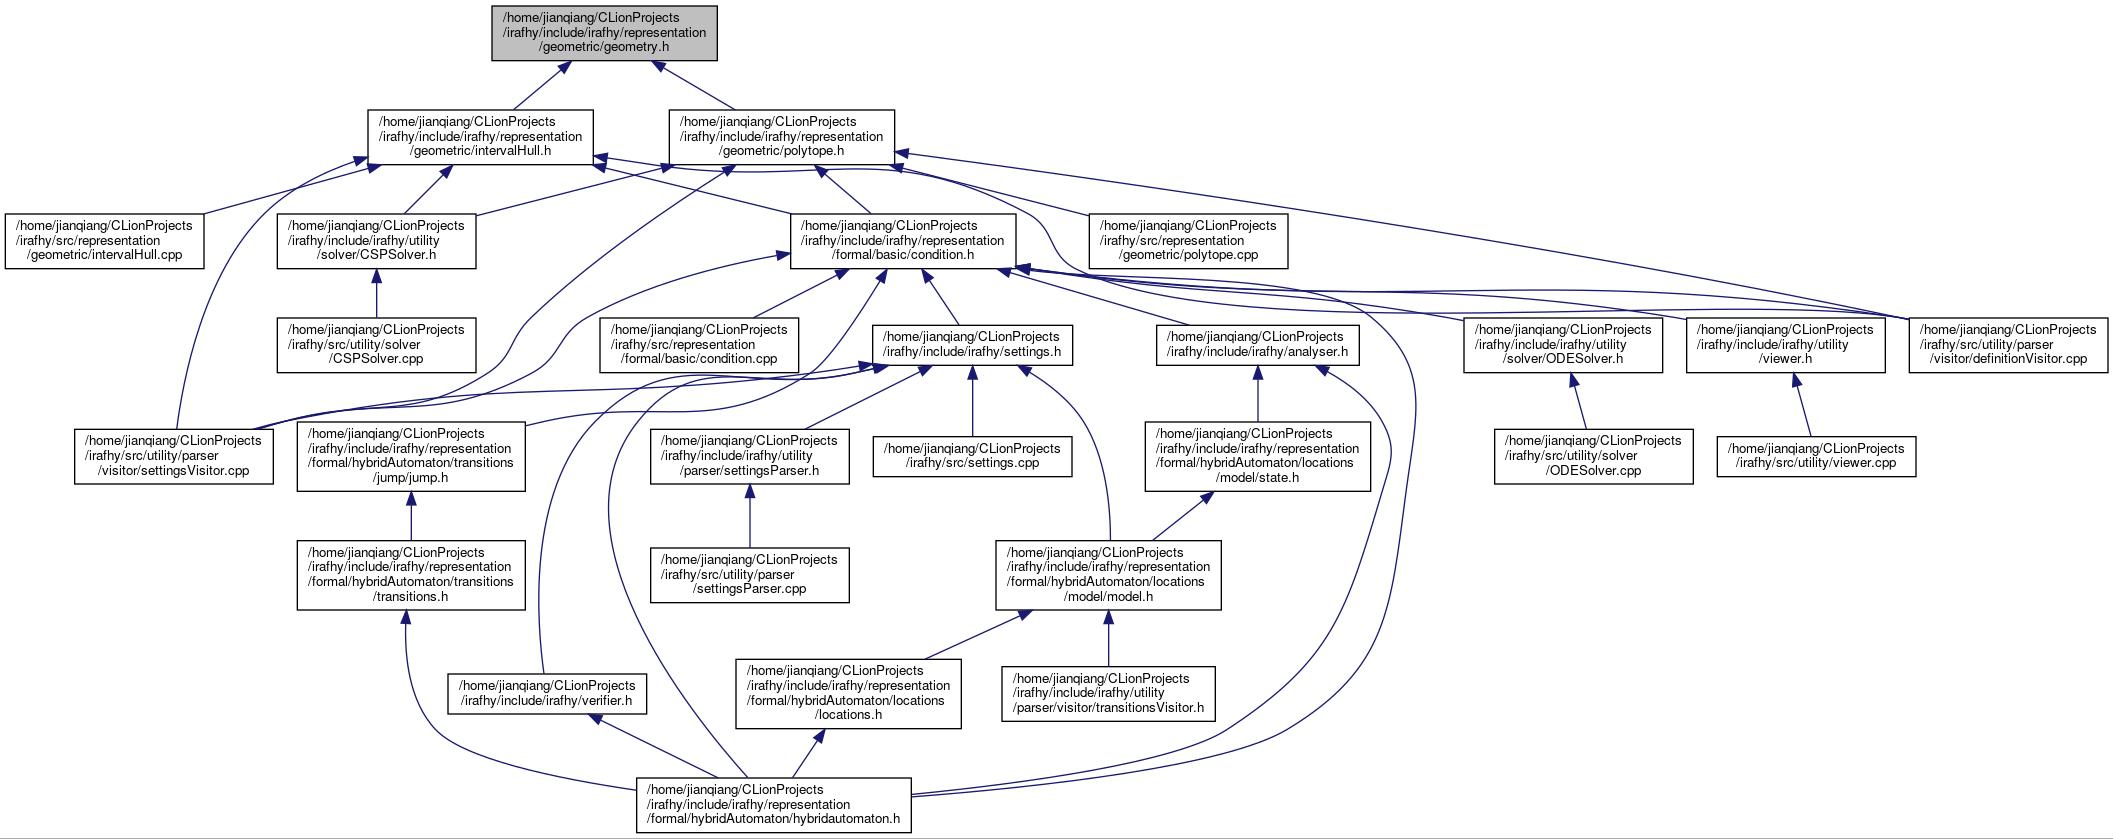 /home/jianqiang/CLionProjects
/irafhy/include/irafhy/representation
/geometric/geometry.h
/home/jianqiang/CLionProjects
/irafhy/include/irafhy/representation
/geometric/intervalHull.h
/home/jianqiang/CLionProjects
/irafhy/include/irafhy/representation
/geometric/polytope.h
/home/jianqiang/CLionProjects
/irafhy/src/representation
/geometric/intervalHull.cpp
/home/jianqiang/CLionProjects
/irafhy/include/irafhy/utility
/solver/CSPSolver.h
/home/jianqiang/CLionProjects
/irafhy/include/irafhy/representation
/formal/basic/condition.h
/home/jianqiang/CLionProjects
/irafhy/src/representation
/geometric/polytope.cpp
/home/jianqiang/CLionProjects
/irafhy/src/utility/solver
/CSPSolver.cpp
/home/jianqiang/CLionProjects
/irafhy/src/representation
/formal/basic/condition.cpp
/home/jianqiang/CLionProjects
/irafhy/include/irafhy/settings.h
/home/jianqiang/CLionProjects
/irafhy/include/irafhy/analyser.h
/home/jianqiang/CLionProjects
/irafhy/include/irafhy/utility
/solver/ODESolver.h
/home/jianqiang/CLionProjects
/irafhy/include/irafhy/utility
/viewer.h
/home/jianqiang/CLionProjects
/irafhy/src/utility/parser
/visitor/definitionVisitor.cpp
/home/jianqiang/CLionProjects
/irafhy/src/utility/parser
/visitor/settingsVisitor.cpp
/home/jianqiang/CLionProjects
/irafhy/include/irafhy/representation
/formal/hybridAutomaton/transitions
/jump/jump.h
/home/jianqiang/CLionProjects
/irafhy/include/irafhy/utility
/parser/settingsParser.h
/home/jianqiang/CLionProjects
/irafhy/src/settings.cpp
/home/jianqiang/CLionProjects
/irafhy/include/irafhy/representation
/formal/hybridAutomaton/locations
/model/state.h
/home/jianqiang/CLionProjects
/irafhy/src/utility/solver
/ODESolver.cpp
/home/jianqiang/CLionProjects
/irafhy/src/utility/viewer.cpp
/home/jianqiang/CLionProjects
/irafhy/include/irafhy/representation
/formal/hybridAutomaton/transitions
/transitions.h
/home/jianqiang/CLionProjects
/irafhy/src/utility/parser
/settingsParser.cpp
/home/jianqiang/CLionProjects
/irafhy/include/irafhy/representation
/formal/hybridAutomaton/locations
/model/model.h
/home/jianqiang/CLionProjects
/irafhy/include/irafhy/verifier.h
/home/jianqiang/CLionProjects
/irafhy/include/irafhy/representation
/formal/hybridAutomaton/locations
/locations.h
/home/jianqiang/CLionProjects
/irafhy/include/irafhy/utility
/parser/visitor/transitionsVisitor.h
/home/jianqiang/CLionProjects
/irafhy/include/irafhy/representation
/formal/hybridAutomaton/hybridautomaton.h